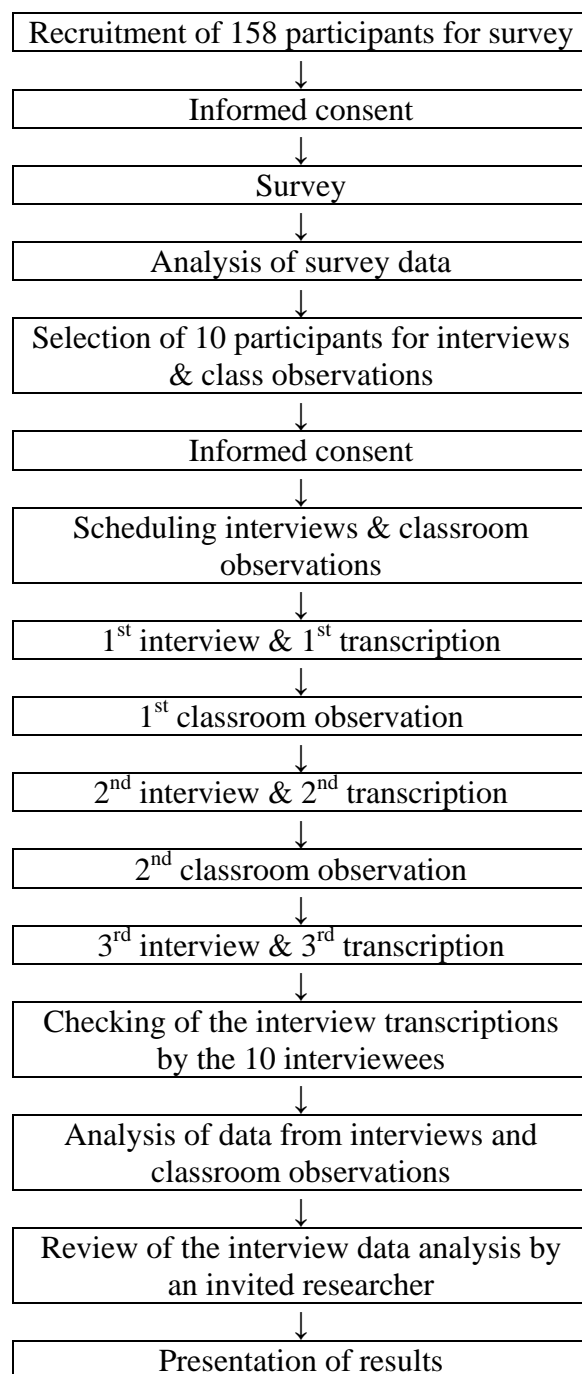 Recruitment of 158 participants for survey
↓
Informed consent
↓
Survey
↓
Analysis of survey data
↓
Selection of 10 participants for interviews
& class observations
↓
Informed consent
↓
Scheduling interviews & classroom
observations
↓
1st interview & 1st transcription
↓
1st classroom observation
↓
2nd interview & 2nd transcription
↓
2nd classroom observation
↓
3rd interview & 3rd transcription
↓
Checking of the interview transcriptions
by the 10 interviewees
↓
Analysis of data from interviews and
classroom observations
↓
Review of the interview data analysis by
an invited researcher
↓
Presentation of results